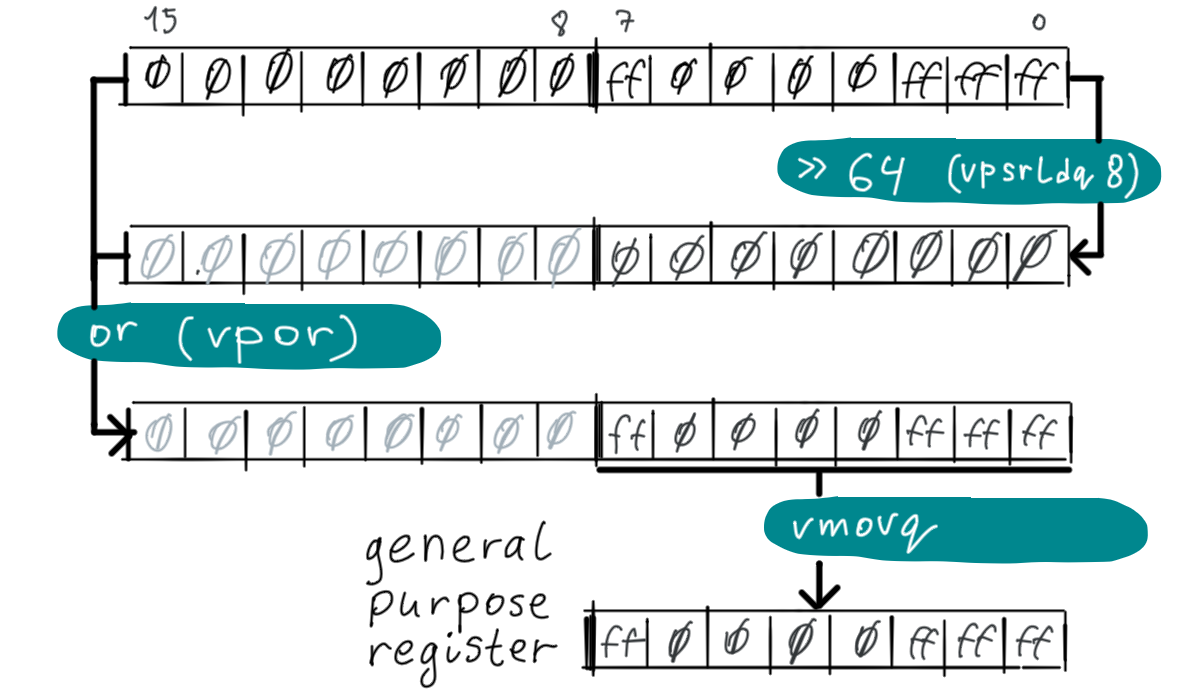 15 8 7 0
Ø Ø Ø Ø Ø Ø Ø Ø ff Ø Ø Ø Ø ff ff ff
>> 64 (vpsrldq 8)
Ø Ø Ø Ø Ø Ø Ø Ø Ø Ø Ø Ø Ø Ø Ø Ø
or (vpor)
Ø Ø Ø Ø Ø Ø Ø Ø ff Ø Ø Ø Ø ff ff ff
vmovq
general
purpose
register
ff Ø Ø Ø Ø ff ff ff